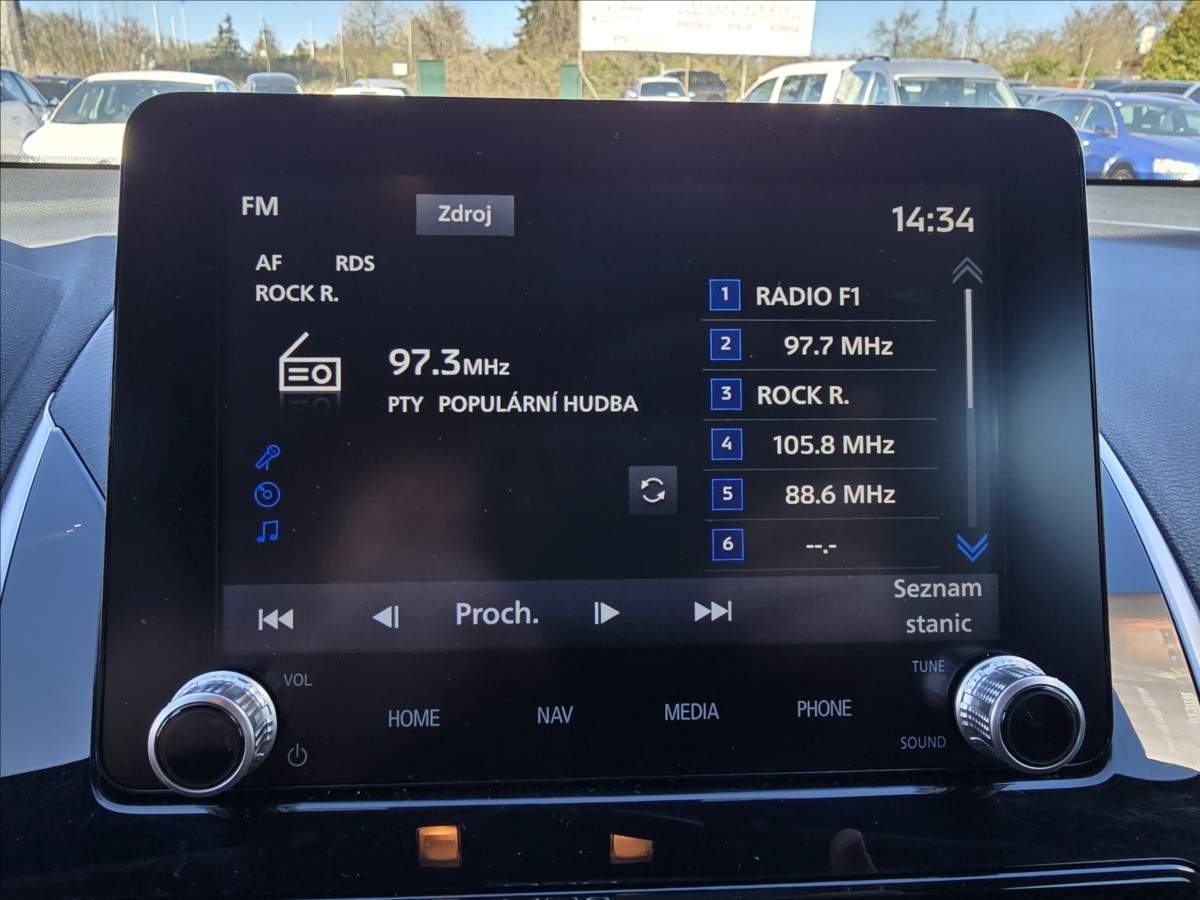 FM
Zdroj
14:34
AF RDS
ROCK R.
97.3MHz
PTY POPULÁRNÍ HUDBA
1 RADIO F1
2 97.7 MHz
3 ROCK R.
4 105.8 MHz
5 88.6 MHz
6 --.-
Proch.
Seznam
stanic
VOL
TUNE
HOME NAV MEDIA PHONE
SOUND